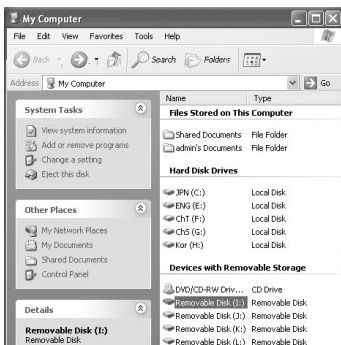 My Computer
File Edit View Favorites Tools Help
Back Search Folders
Address My Computer Go
System Tasks
View system information
Add or remove programs
Change a setting
Eject this disk
Other Places
My Network Places
My Documents
Shared Documents
Control Panel
Details
Removable Disk (I:)
Removable Disk
Name Type
Files Stored on This Computer
Shared Documents File Folder
admin's Documents File Folder
Hard Disk Drives
JPN (C:) Local Disk
ENG (E:) Local Disk
ChT (F:) Local Disk
ChS (G:) Local Disk
Kor (H:) Local Disk
Devices with Removable Storage
DVD/CD-RW Driv... CD Drive
Removable Disk (I:) Removable Disk
Removable Disk (J:) Removable Disk
Removable Disk (K:) Removable Disk
Removable Disk (L:) Removable Disk